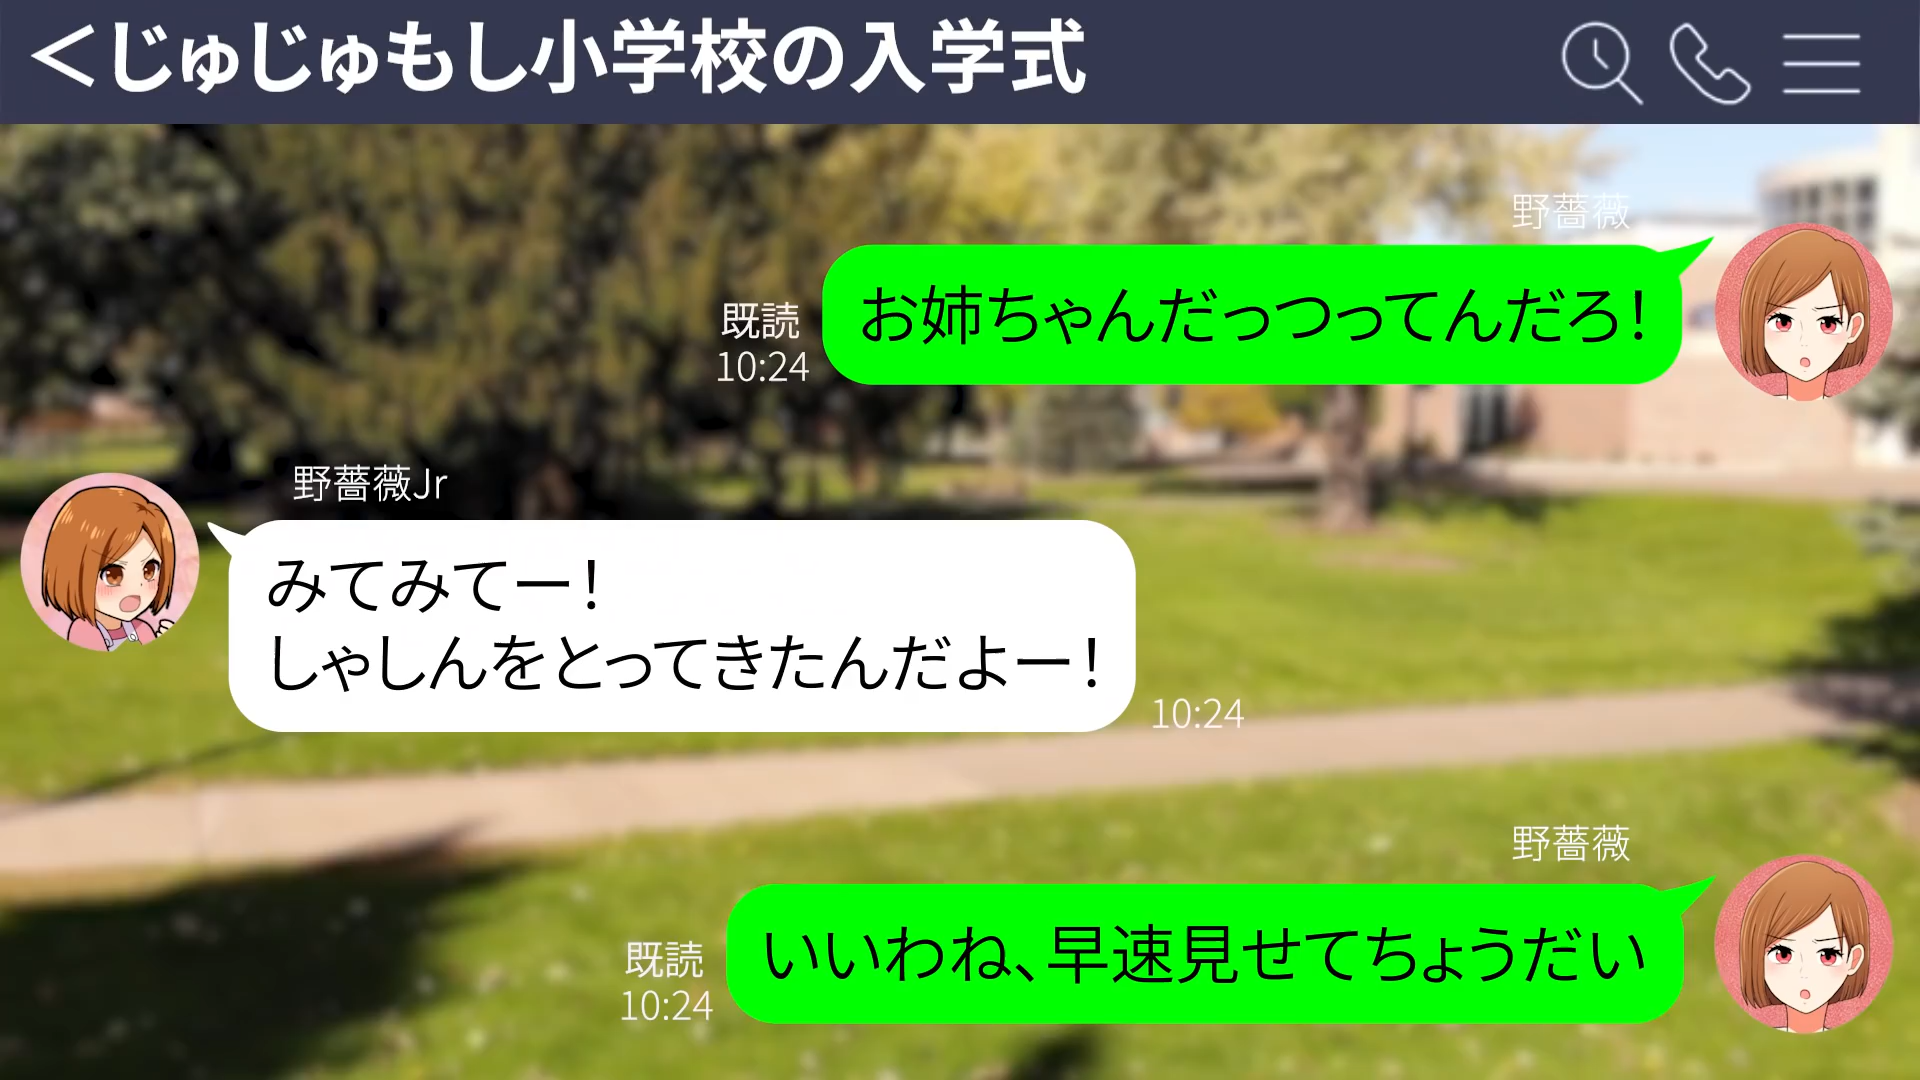 <じゅじゅもし小学校の入学式
野薔薇
お姉ちゃんだっつってんだろ！
既読
10:24
野薔薇Jr
みてみてー！
しゃしんをとってきたんだよー！
10:24
野薔薇
いいわね、早速見せてちょうだい
既読
10:24